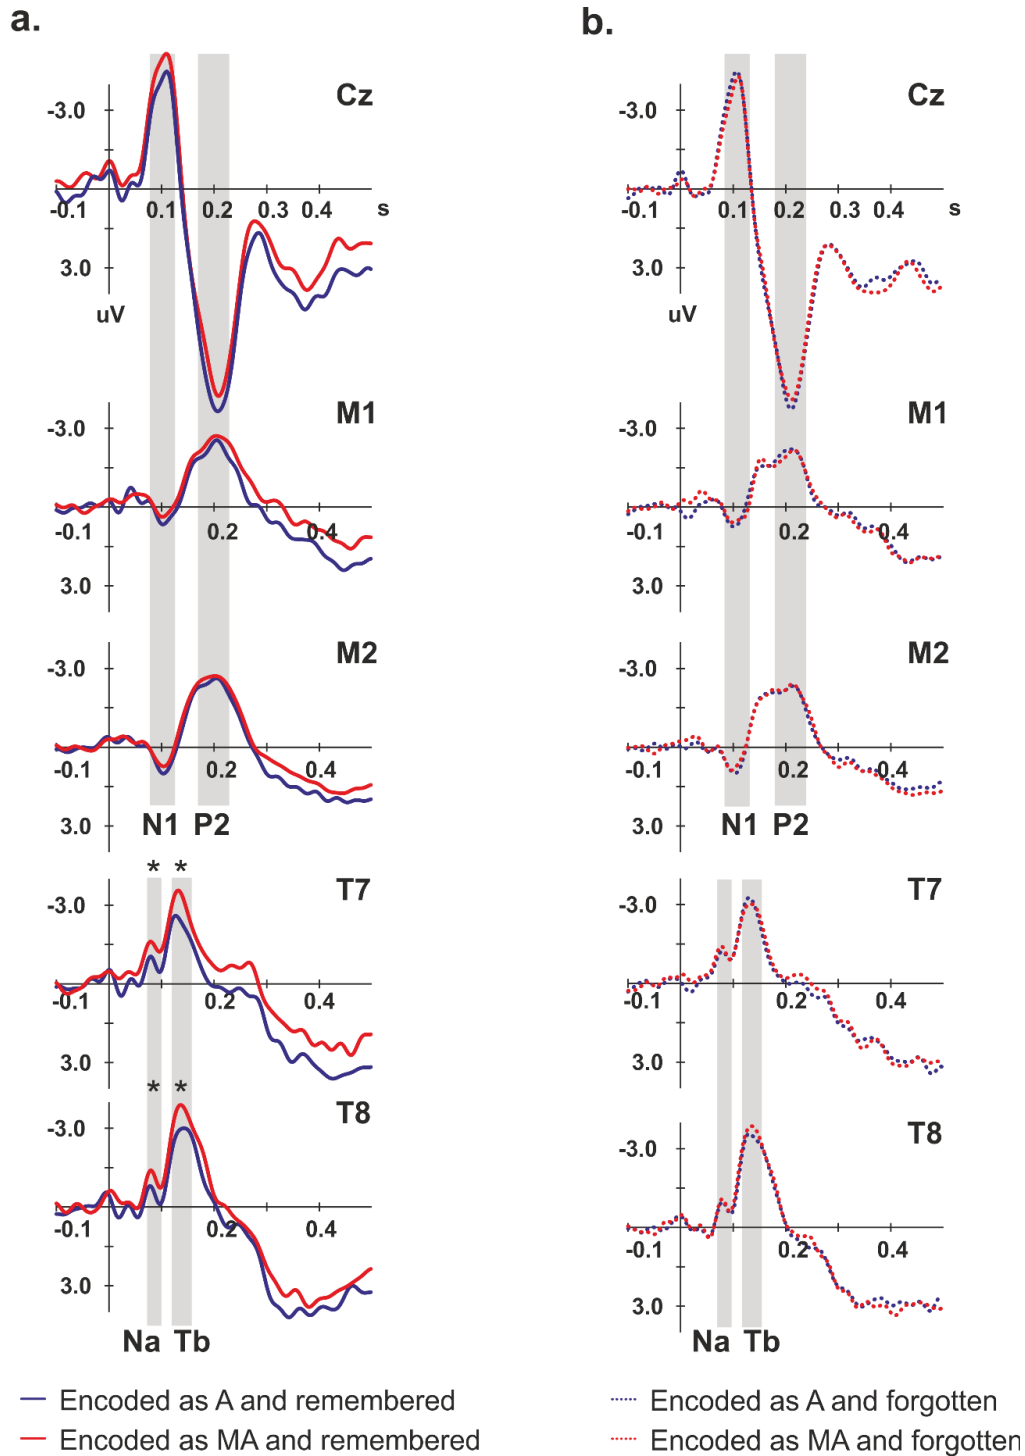 a.
b.
Cz
Cz
-3.0
-3.0
-0.1 0.1 0.2 0.3 0.4 s
-0.1 0.1 0.2 0.3 0.4 s
3.0
3.0
uV
uV
M1
M1
-3.0
-3.0
-0.1 0.2 0.4
-0.1 0.2 0.4
3.0
3.0
M2
M2
-3.0
-3.0
-0.1 0.2 0.4
-0.1 0.2 0.4
3.0
3.0
N1 P2
N1 P2
* *
T7
T7
-3.0
-3.0
-0.1 0.2 0.4
-0.1 0.2 0.4
3.0
3.0
* *
T8
T8
-3.0
-3.0
-0.1 0.2 0.4
-0.1 0.2 0.4
3.0
3.0
Na Tb
Na Tb
Encoded as A and remembered
Encoded as MA and remembered
Encoded as A and forgotten
Encoded as MA and forgotten